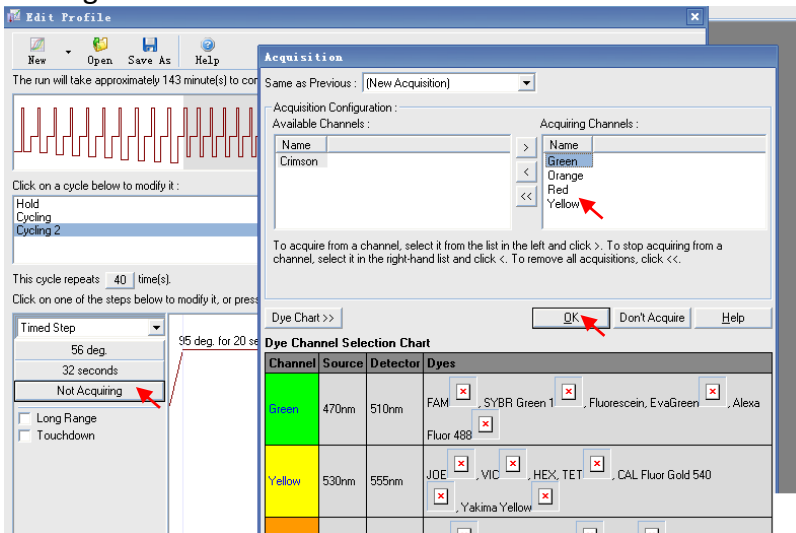 Edit Profile
New Open Save As Help
The run will take approximately 143 minute(s) to con
Click on a cycle below to modify it :
Hold
Cycling
Cycling 2
This cycle repeats 40 time(s).
Click on one of the steps below to modify it, or press
Timed Step
56 deg.
32 seconds
Not Acquiring
Long Range
Touchdown
95 deg. for 20 se
Acquisition
Same as Previous : (New Acquisition)
Acquisition Configuration :
Available Channels :
Name
Crimson
>
<
<<
Acquiring Channels :
Name
Green
Orange
Red
Yellow
To acquire from a channel, select it from the list in the left and click >. To stop acquiring from a
channel, select it in the right-hand list and click <. To remove all acquisitions, click <<.
Dye Chart >> OK Don't Acquire Help
Dye Channel Selection Chart
Channel Source Detector Dyes
Green 470nm 510nm FAM , SYBR Green 1 , Fluorescein, EvaGreen , Alexa
Fluor 488
Yellow 530nm 555nm JOE , VIC , HEX, TET , CAL Fluor Gold 540
, Yakima Yellow